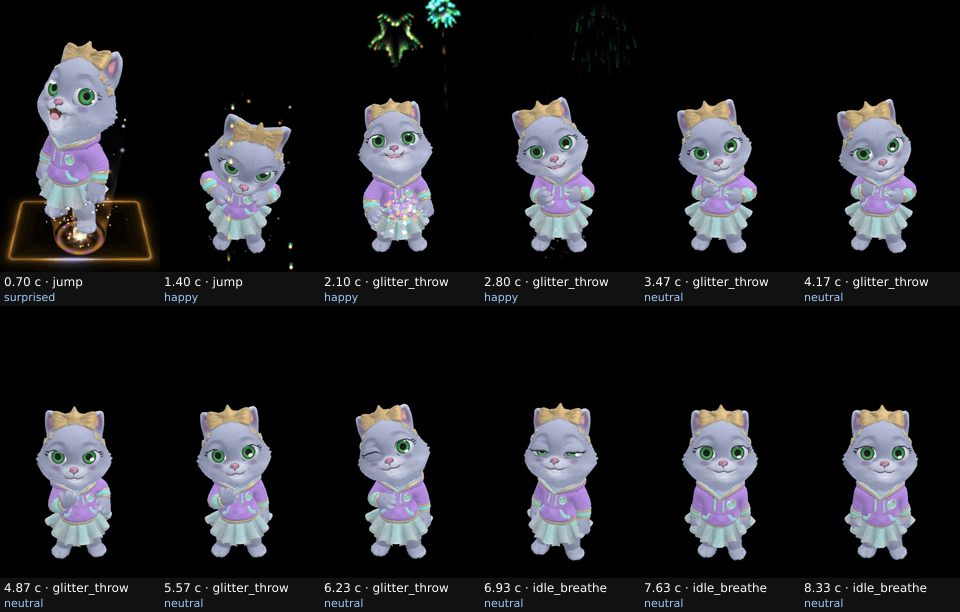 0.70 c · jump
surprised
1.40 c · jump
happy
2.10 c · glitter_throw
happy
2.80 c · glitter_throw
happy
3.47 c · glitter_throw
neutral
4.17 c · glitter_throw
neutral
4.87 c · glitter_throw
neutral
5.57 c · glitter_throw
neutral
6.23 c · glitter_throw
neutral
6.93 c · idle_breathe
neutral
7.63 c · idle_breathe
neutral
8.33 c · idle_breathe
neutral